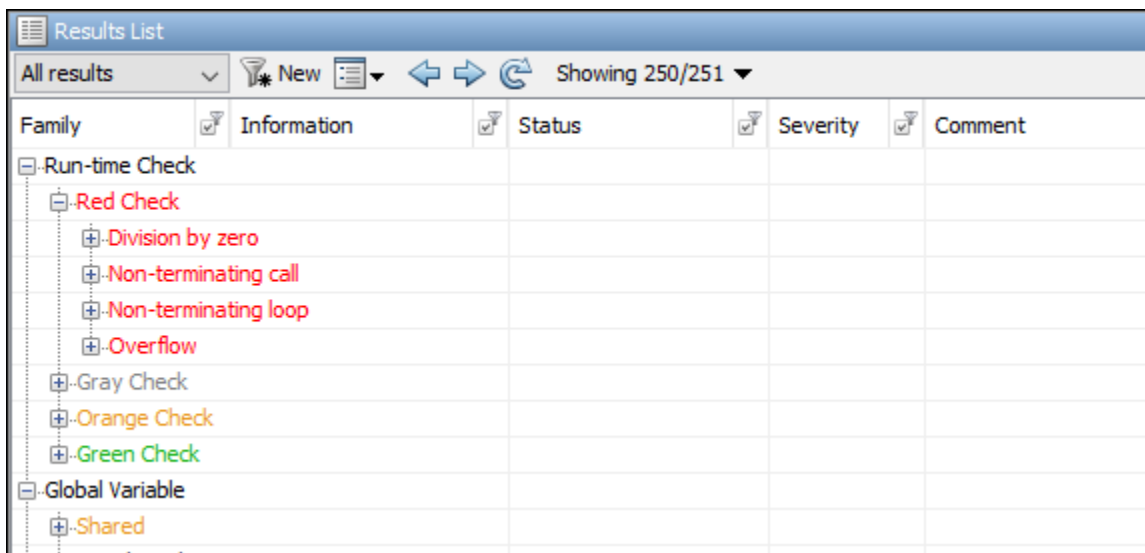 Results List
All results New Showing 250/251
Family Information Status Severity Comment
Run-time Check
Red Check
Division by zero
Non-terminating call
Non-terminating loop
Overflow
Gray Check
Orange Check
Green Check
Global Variable
Shared